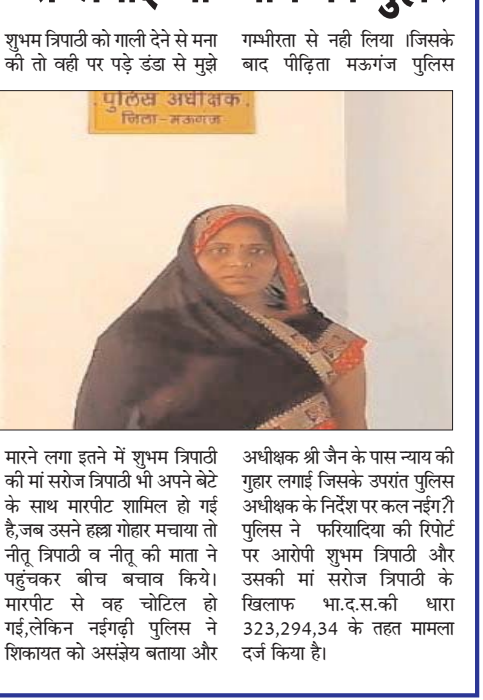 शुभम त्रिपाठी को गाली देने से मना
की तो वही पर पड़े डंडा से मुझे
मारने लगा इतने में शुभम त्रिपाठी
की मां सरोज त्रिपाठी भी अपने बेटे
के साथ मारपीट शामिल हो गई
है,जब उसने हल्ला गोहार मचाया तो
नीतू त्रिपाठी व नीतू की माता ने
पहुंचकर बीच बचाव किये।
मारपीट से वह चोटिल हो
गई,लेकिन नईगढ़ी पुलिस ने
शिकायत को असंज्ञेय बताया और
गम्भीरता से नही लिया ।जिसके
बाद पीढ़िता मऊगंज पुलिस
अधीक्षक श्री जैन के पास न्याय की
गुहार लगाई जिसके उपरांत पुलिस
अधीक्षक के निर्देश पर कल नईग?ी
पुलिस ने फरियादिया की रिपोर्ट
पर आरोपी शुभम त्रिपाठी और
उसकी मां सरोज त्रिपाठी के
खिलाफ भा.द.स.की धारा
323,294,34 के तहत मामला
दर्ज किया है।
पुलिस अधीक्षक
जिला-मऊगंज